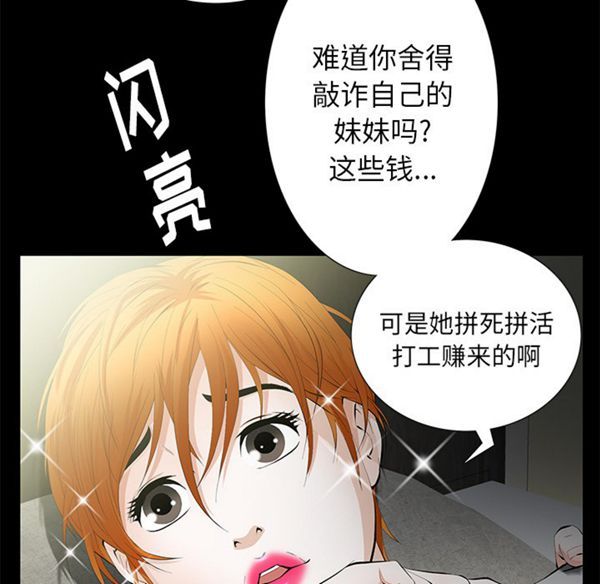 难道你舍得
敲诈自己的
妹妹吗?
这些钱...
闪亮
可是她拼死拼活
打工赚来的啊